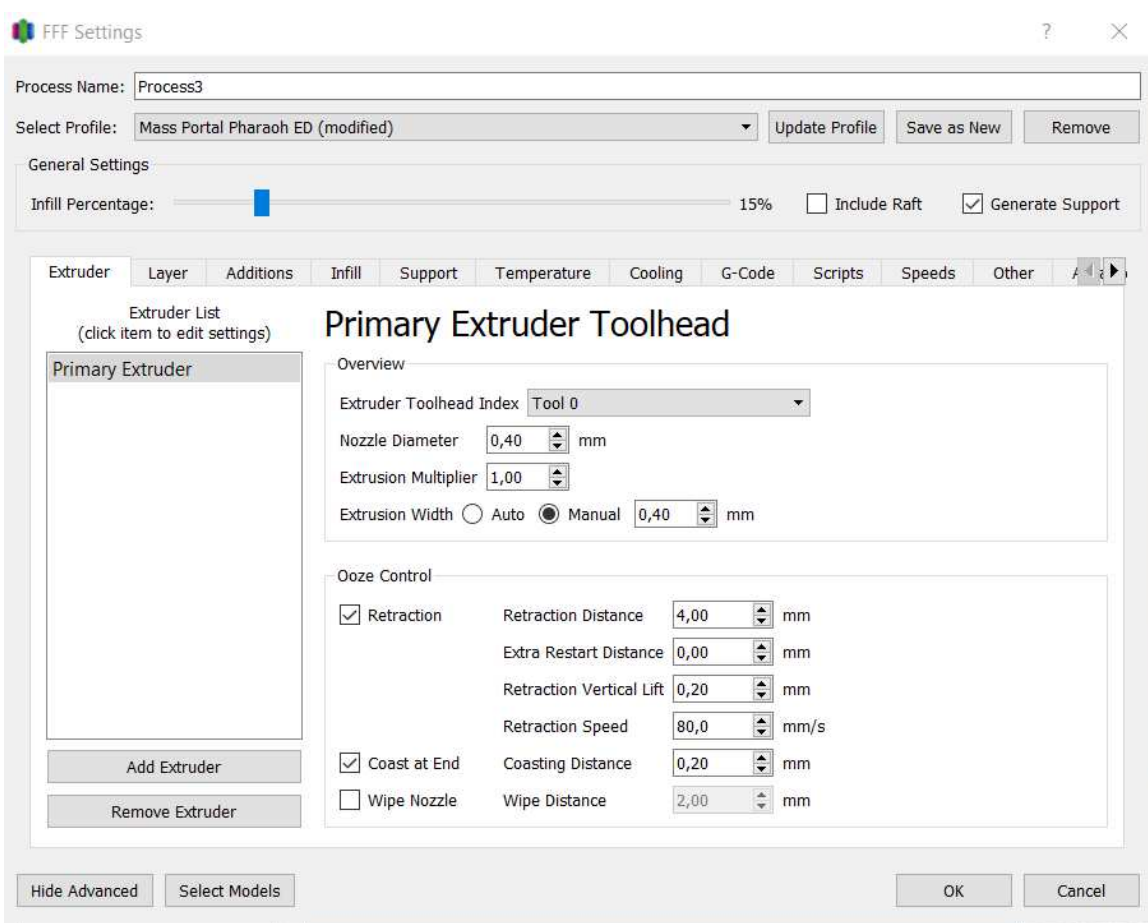 FFF Settings ?
Process Name: Process3
Select Profile: Mass Portal Pharaoh ED (modified) Update Profile Save as New Remove
General Settings
Infill Percentage: 15% Include Raft Generate Support
Extruder Layer Additions Infill Support Temperature Cooling G-Code Scripts Speeds Other
Extruder List
(click item to edit settings)
Primary Extruder
Add Extruder
Remove Extruder
Primary Extruder Toolhead
Overview
Extruder Toolhead Index Tool 0
Nozzle Diameter 0,40 mm
Extrusion Multiplier 1,00
Extrusion Width Auto Manual 0,40 mm
Ooze Control
Retraction Retraction Distance 4,00 mm
Extra Restart Distance 0,00 mm
Retraction Vertical Lift 0,20 mm
Retraction Speed 80,0 mm/s
Coast at End Coasting Distance 0,20 mm
Wipe Nozzle Wipe Distance 2,00 mm
Hide Advanced Select Models OK Cancel